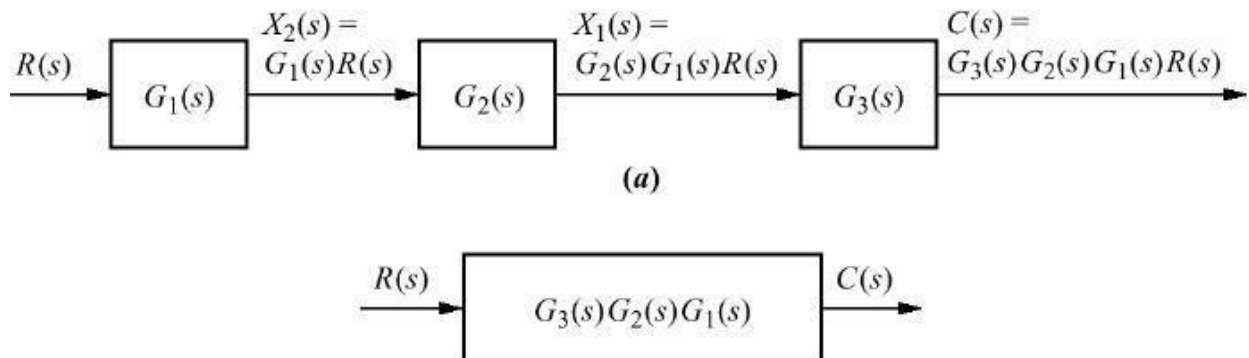 X₂(s) =
X₁(s) =
C(s) =
R(s)
G₁(s)R(s)
G₂(s)G₁(s)R(s)
G₃(s)G₂(s)G₁(s)R(s)
G₁(s)
G₂(s)
G₃(s)
(a)
R(s)
C(s)
G₃(s)G₂(s)G₁(s)